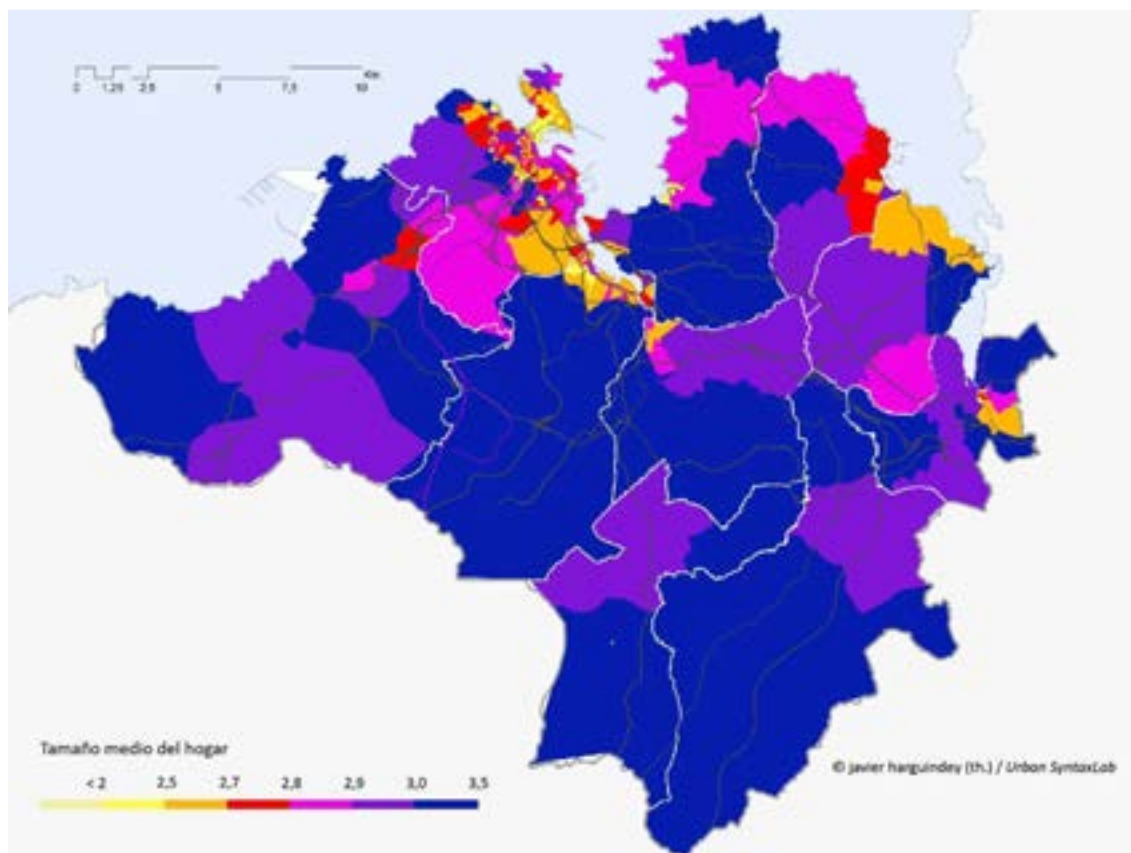 0 1,25 2,5 5 7,5 10
Km
Tamaño medio del hogar
< 2 2,5 2,7 2,8 2,9 3,0 3,5
© javier harguindey (th.) / Urban SyntaxLab